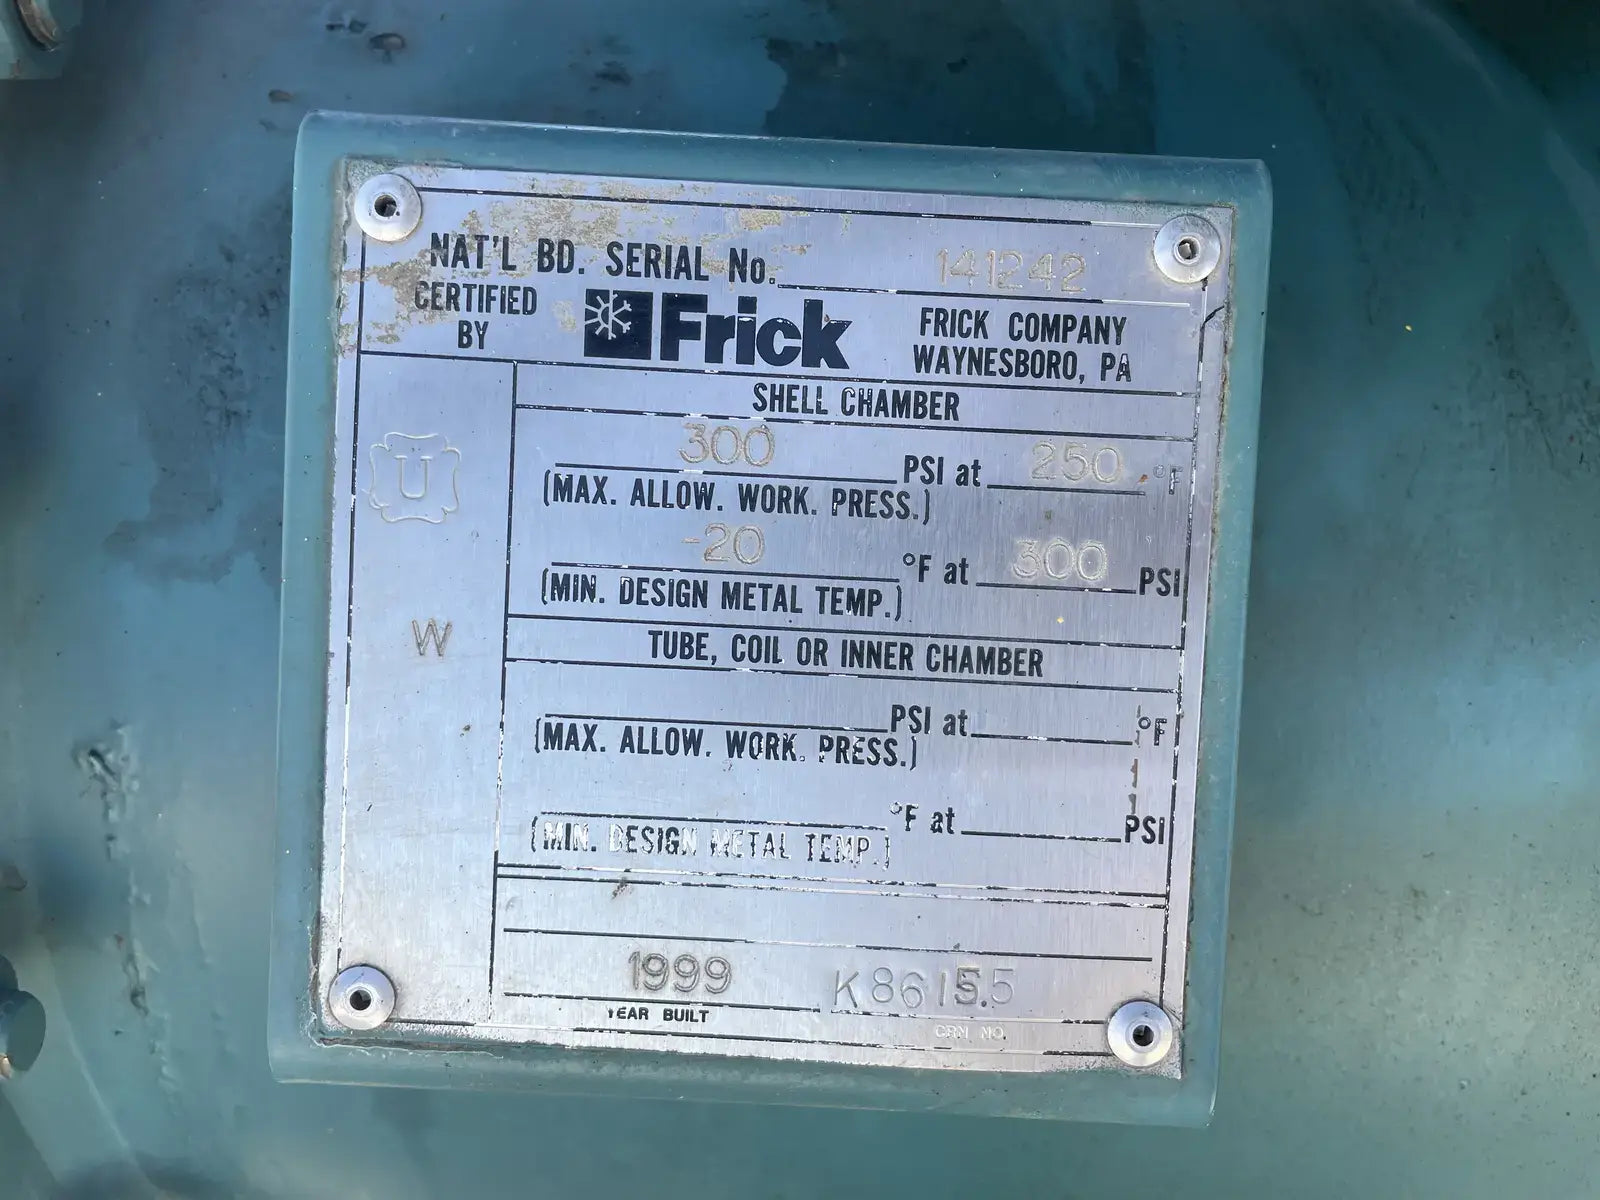 NAT'L BD. SERIAL No. 141242
CERTIFIED BY
Frick
FRICK COMPANY
WAYNESBORO, PA
SHELL CHAMBER
U
300 PSI at 250 °F
(MAX. ALLOW. WORK. PRESS.)
-20 °F at 300 PSI
(MIN. DESIGN METAL TEMP.)
W
TUBE, COIL OR INNER CHAMBER
PSI at °F
(MAX. ALLOW. WORK. PRESS.)
°F at PSI
(MIN. DESIGN METAL TEMP.)
1999 K8615.5
YEAR BUILT CRN NO.